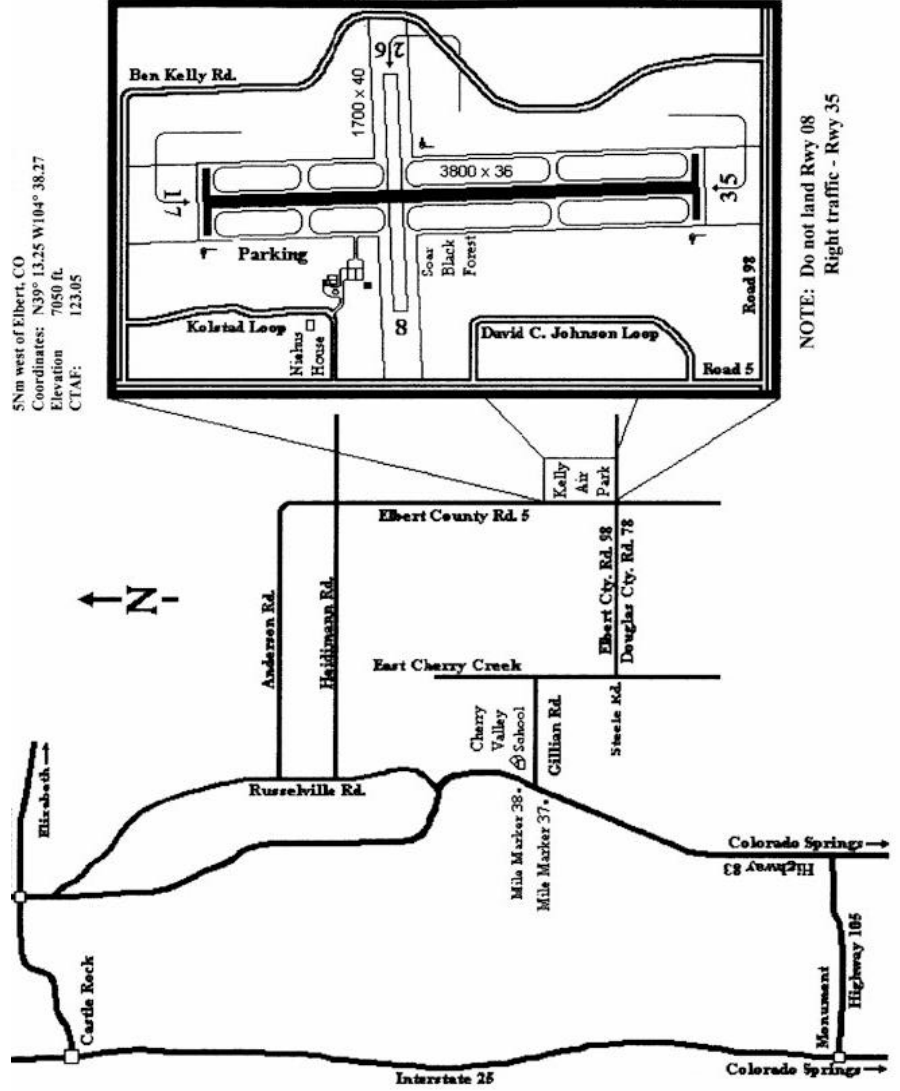 5Nm west of Elbert, CO
Coordinates: N39° 13.25 W104° 38.27
Elevation 7050 ft.
CTAF: 123.05
Ben Kelly Rd.
1700 x 40
26
17
3800 x 36
35
Parking
Kolstad Loop
Niehus
House
8
Soar
Black
Forest
David C. Johnson Loop
Road 98
Road 5
NOTE: Do not land Rwy 08
Right traffic - Rwy 35
Kelly
Air
Park
Elbert County Rd. 5
N
Anderson Rd.
Heidimann Rd.
Elbert Cty. Rd. 98
Douglas Cty. Rd. 78
East Cherry Creek
Cherry
Valley
School
Gillian Rd.
Steele Rd.
Elizabeth
Russelville Rd.
Mile Marker 38
Mile Marker 37
Colorado Springs
Highway 83
Castle Rock
Monument
Highway 105
Interstate 25
Colorado Springs